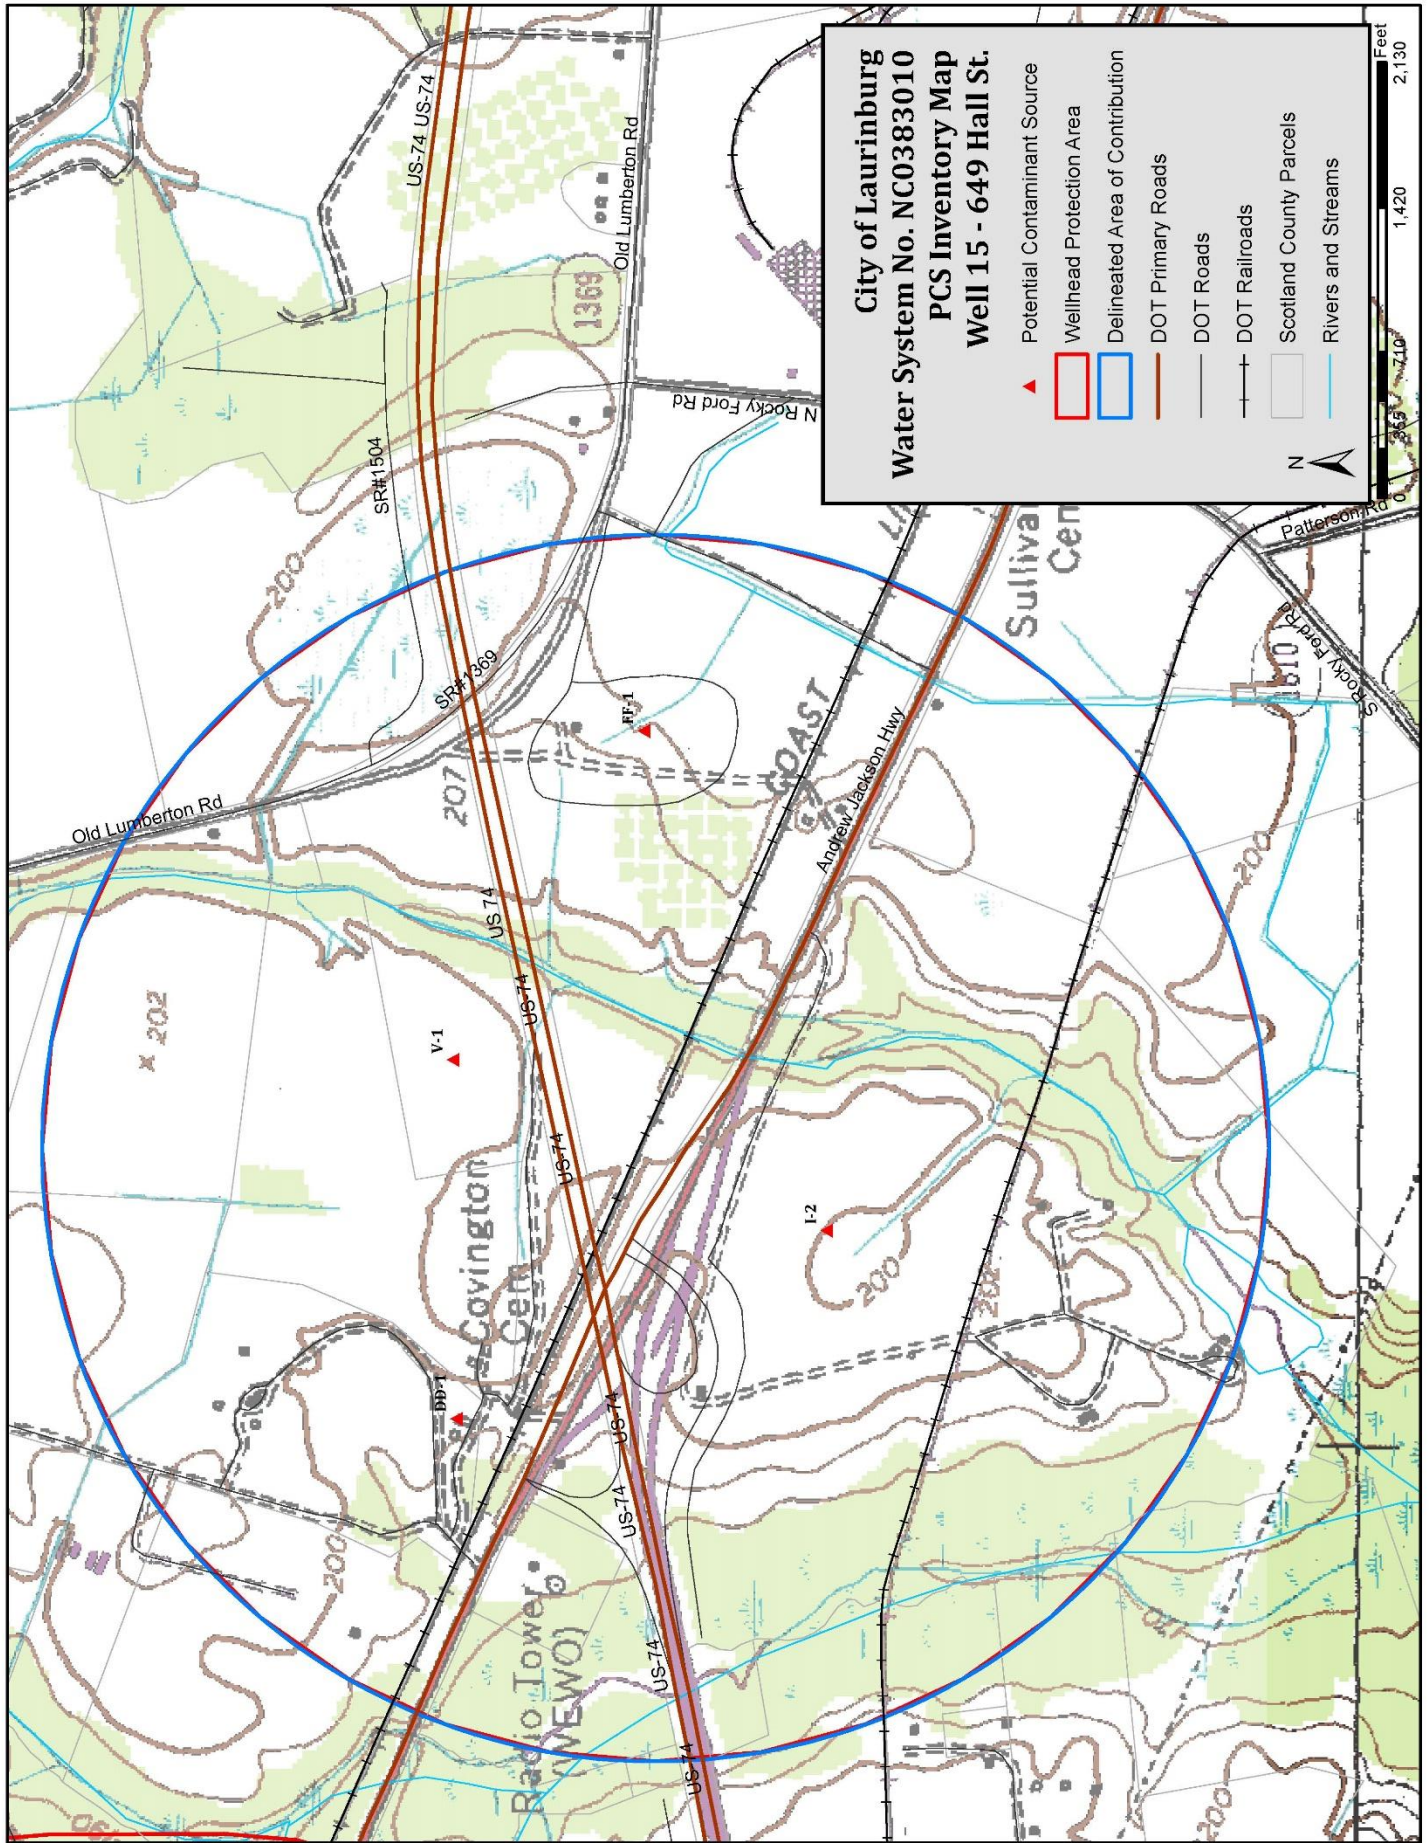 City of Laurinburg
Water System No. NC0383010
PCS Inventory Map
Well 15 - 649 Hall St.
Potential Contaminant Source
Wellhead Protection Area
Delineated Area of Contribution
DOT Primary Roads
DOT Roads
DOT Railroads
Scotland County Parcels
Rivers and Streams
N
0 355 710 1,420 2,130
Feet
US-74 US-74
Old Lumberton Rd
1369
N Rocky Ford Rd
SR#1504
200
SR#1369
Old Lumberton Rd
207
FF-1
COAST
Andrew Jackson Hwy
Patterson Rd
S Rocky Ford Rd
1610
200
US 74
US-74
x 202
V-1
US-74
Covington
Cem
I-2
200
202
DD-1
US-74
US-74
200
Radio Tower
(WEWO)
US-74
US-74
200